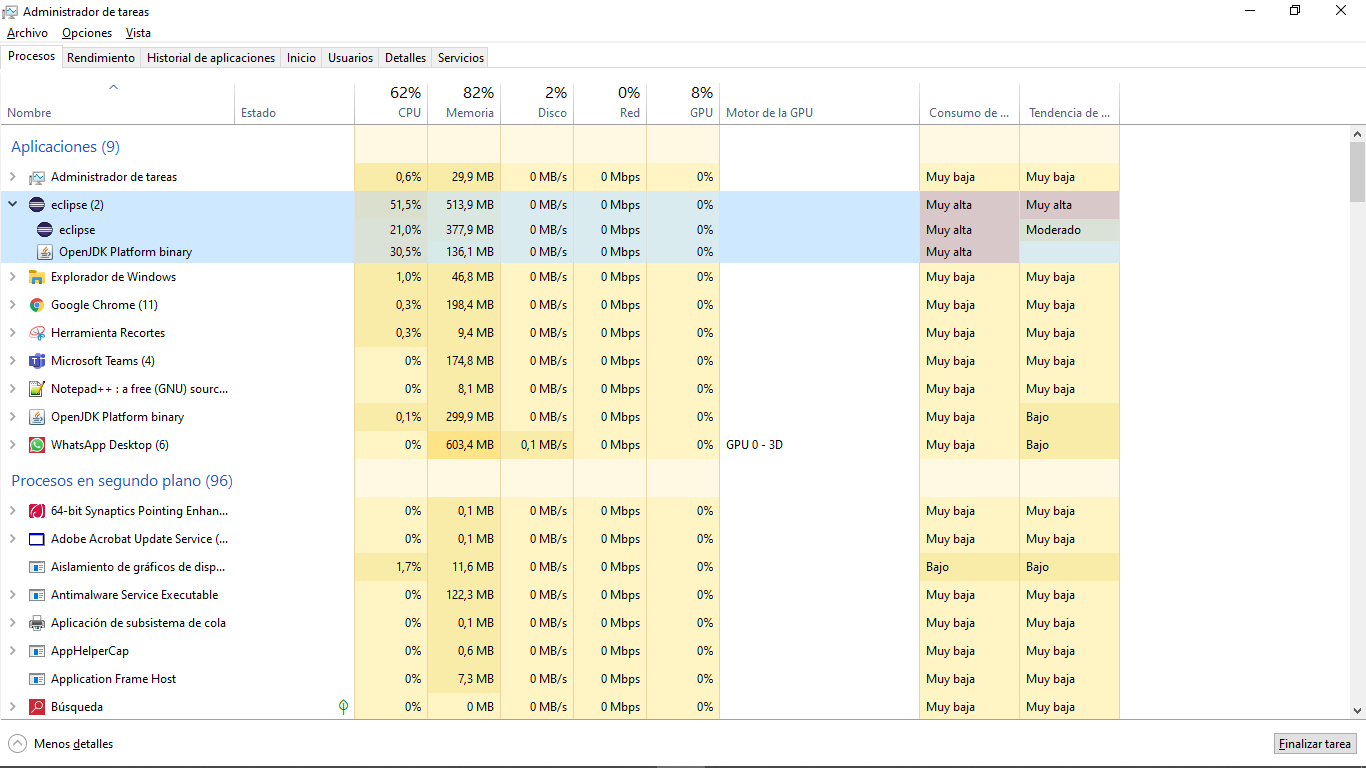 Administrador de tareas
Archivo Opciones Vista
Procesos Rendimiento Historial de aplicaciones Inicio Usuarios Detalles Servicios
62% 82% 2% 0% 8%
Nombre Estado CPU Memoria Disco Red GPU Motor de la GPU Consumo de ... Tendencia de ...
Aplicaciones (9)
Administrador de tareas 0,6% 29,9 MB 0 MB/s 0 Mbps 0% Muy baja Muy baja
eclipse (2) 51,5% 513,9 MB 0 MB/s 0 Mbps 0% Muy alta Muy alta
eclipse 21,0% 377,9 MB 0 MB/s 0 Mbps 0% Muy alta Moderado
OpenJDK Platform binary 30,5% 136,1 MB 0 MB/s 0 Mbps 0% Muy alta
Explorador de Windows 1,0% 46,8 MB 0 MB/s 0 Mbps 0% Muy baja Muy baja
Google Chrome (11) 0,3% 198,4 MB 0 MB/s 0 Mbps 0% Muy baja Muy baja
Herramienta Recortes 0,3% 9,4 MB 0 MB/s 0 Mbps 0% Muy baja Muy baja
Microsoft Teams (4) 0% 174,8 MB 0 MB/s 0 Mbps 0% Muy baja Muy baja
Notepad++ : a free (GNU) sourc... 0% 8,1 MB 0 MB/s 0 Mbps 0% Muy baja Muy baja
OpenJDK Platform binary 0,1% 299,9 MB 0 MB/s 0 Mbps 0% Muy baja Bajo
WhatsApp Desktop (6) 0% 603,4 MB 0,1 MB/s 0 Mbps 0% GPU 0 - 3D Muy baja Bajo
Procesos en segundo plano (96)
64-bit Synaptics Pointing Enhan... 0% 0,1 MB 0 MB/s 0 Mbps 0% Muy baja Muy baja
Adobe Acrobat Update Service (... 0% 0,1 MB 0 MB/s 0 Mbps 0% Muy baja Muy baja
Aislamiento de gráficos de disp... 1,7% 11,6 MB 0 MB/s 0 Mbps 0% Bajo Bajo
Antimalware Service Executable 0% 122,3 MB 0 MB/s 0 Mbps 0% Muy baja Muy baja
Aplicación de subsistema de cola 0% 0,1 MB 0 MB/s 0 Mbps 0% Muy baja Muy baja
AppHelperCap 0% 0,6 MB 0 MB/s 0 Mbps 0% Muy baja Muy baja
Application Frame Host 0% 7,3 MB 0 MB/s 0 Mbps 0% Muy baja Muy baja
Búsqueda 0% 0 MB 0 MB/s 0 Mbps 0% Muy baja Muy baja
Menos detalles Finalizar tarea